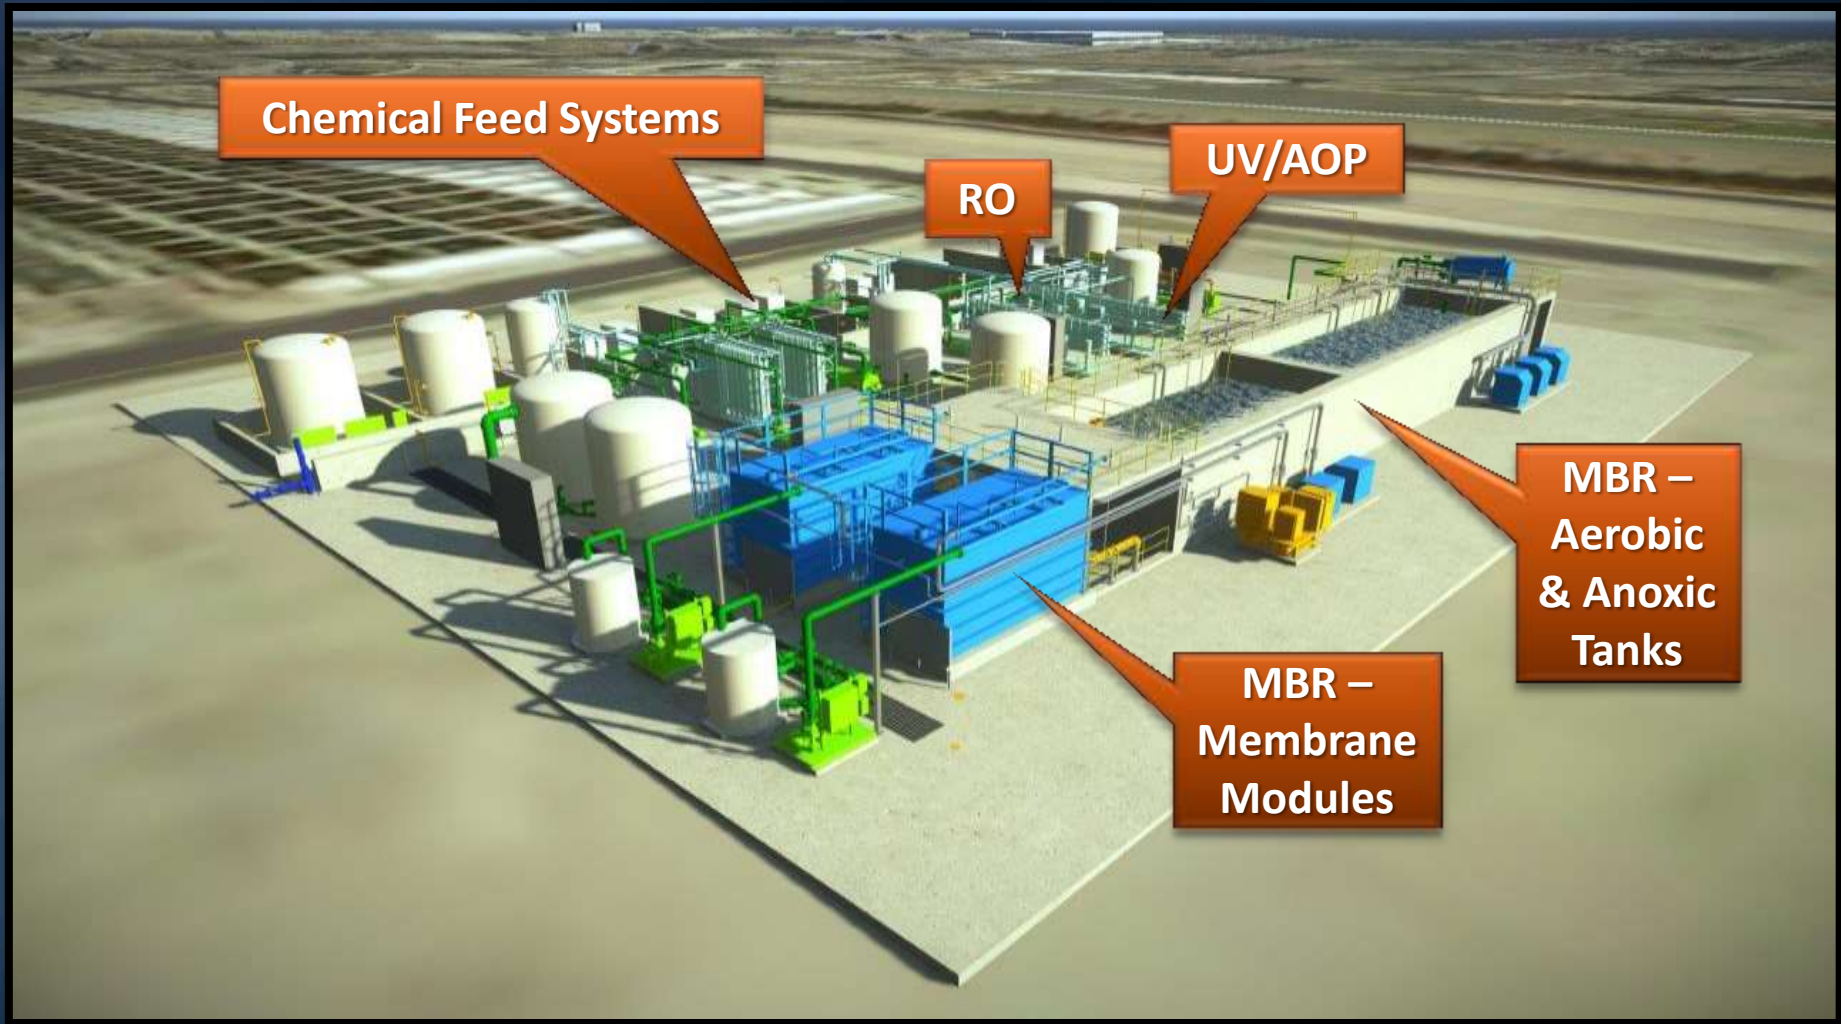 Chemical Feed Systems
RO
UV/AOP
MBR –
Aerobic
& Anoxic
Tanks
MBR –
Membrane
Modules